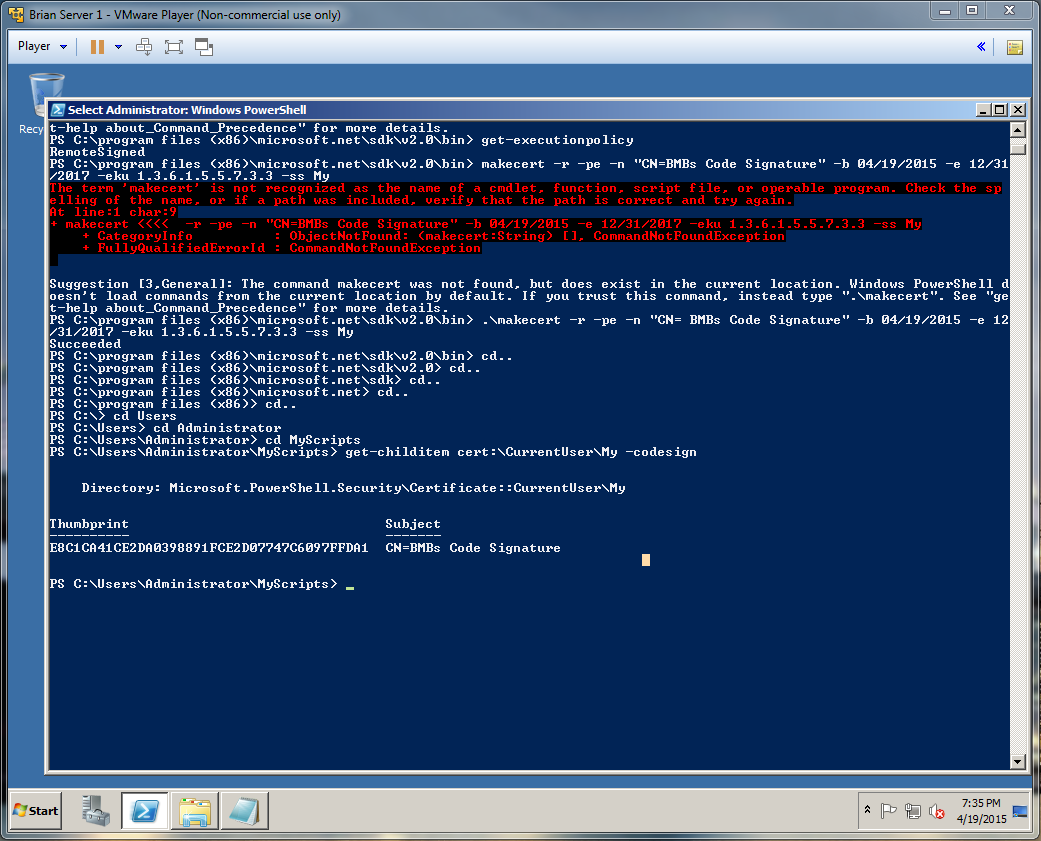 Brian Server 1 - VMware Player (Non-commercial use only)
Player
Recy
Select Administrator: Windows PowerShell
t-help about_Command_Precedence" for more details.
PS C:\program files (x86)\microsoft.net\sdk\v2.0\bin> get-executionpolicy
RemoteSigned
PS C:\program files (x86)\microsoft.net\sdk\v2.0\bin> makecert -r -pe -n "CN=BMBs Code Signature" -b 04/19/2015 -e 12/31
/2017 -eku 1.3.6.1.5.5.7.3.3 -ss My
The term 'makecert' is not recognized as the name of a cmdlet, function, script file, or operable program. Check the sp
elling of the name, or if a path was included, verify that the path is correct and try again.
At line:1 char:9
+ makecert <<<<  -r -pe -n "CN=BMBs Code Signature" -b 04/19/2015 -e 12/31/2017 -eku 1.3.6.1.5.5.7.3.3 -ss My
    + CategoryInfo          : ObjectNotFound: (makecert:String) [], CommandNotFoundException
    + FullyQualifiedErrorId : CommandNotFoundException
Suggestion [3,General]: The command makecert was not found, but does exist in the current location. Windows PowerShell d
oesn't load commands from the current location by default. If you trust this command, instead type ".\makecert". See "ge
t-help about_Command_Precedence" for more details.
PS C:\program files (x86)\microsoft.net\sdk\v2.0\bin> .\makecert -r -pe -n "CN= BMBs Code Signature" -b 04/19/2015 -e 12
/31/2017 -eku 1.3.6.1.5.5.7.3.3 -ss My
Succeeded
PS C:\program files (x86)\microsoft.net\sdk\v2.0\bin> cd..
PS C:\program files (x86)\microsoft.net\sdk\v2.0> cd..
PS C:\program files (x86)\microsoft.net\sdk> cd..
PS C:\program files (x86)\microsoft.net> cd..
PS C:\program files (x86)> cd..
PS C:\> cd Users
PS C:\Users> cd Administrator
PS C:\Users\Administrator> cd MyScripts
PS C:\Users\Administrator\MyScripts> get-childitem cert:\CurrentUser\My -codesign
    Directory: Microsoft.PowerShell.Security\Certificate::CurrentUser\My
Thumbprint                                Subject
----------                                -------
E8C1CA41CE2DA0398891FCE2D07747C6097FFDA1  CN=BMBs Code Signature
PS C:\Users\Administrator\MyScripts> _
Start
7:35 PM
4/19/2015